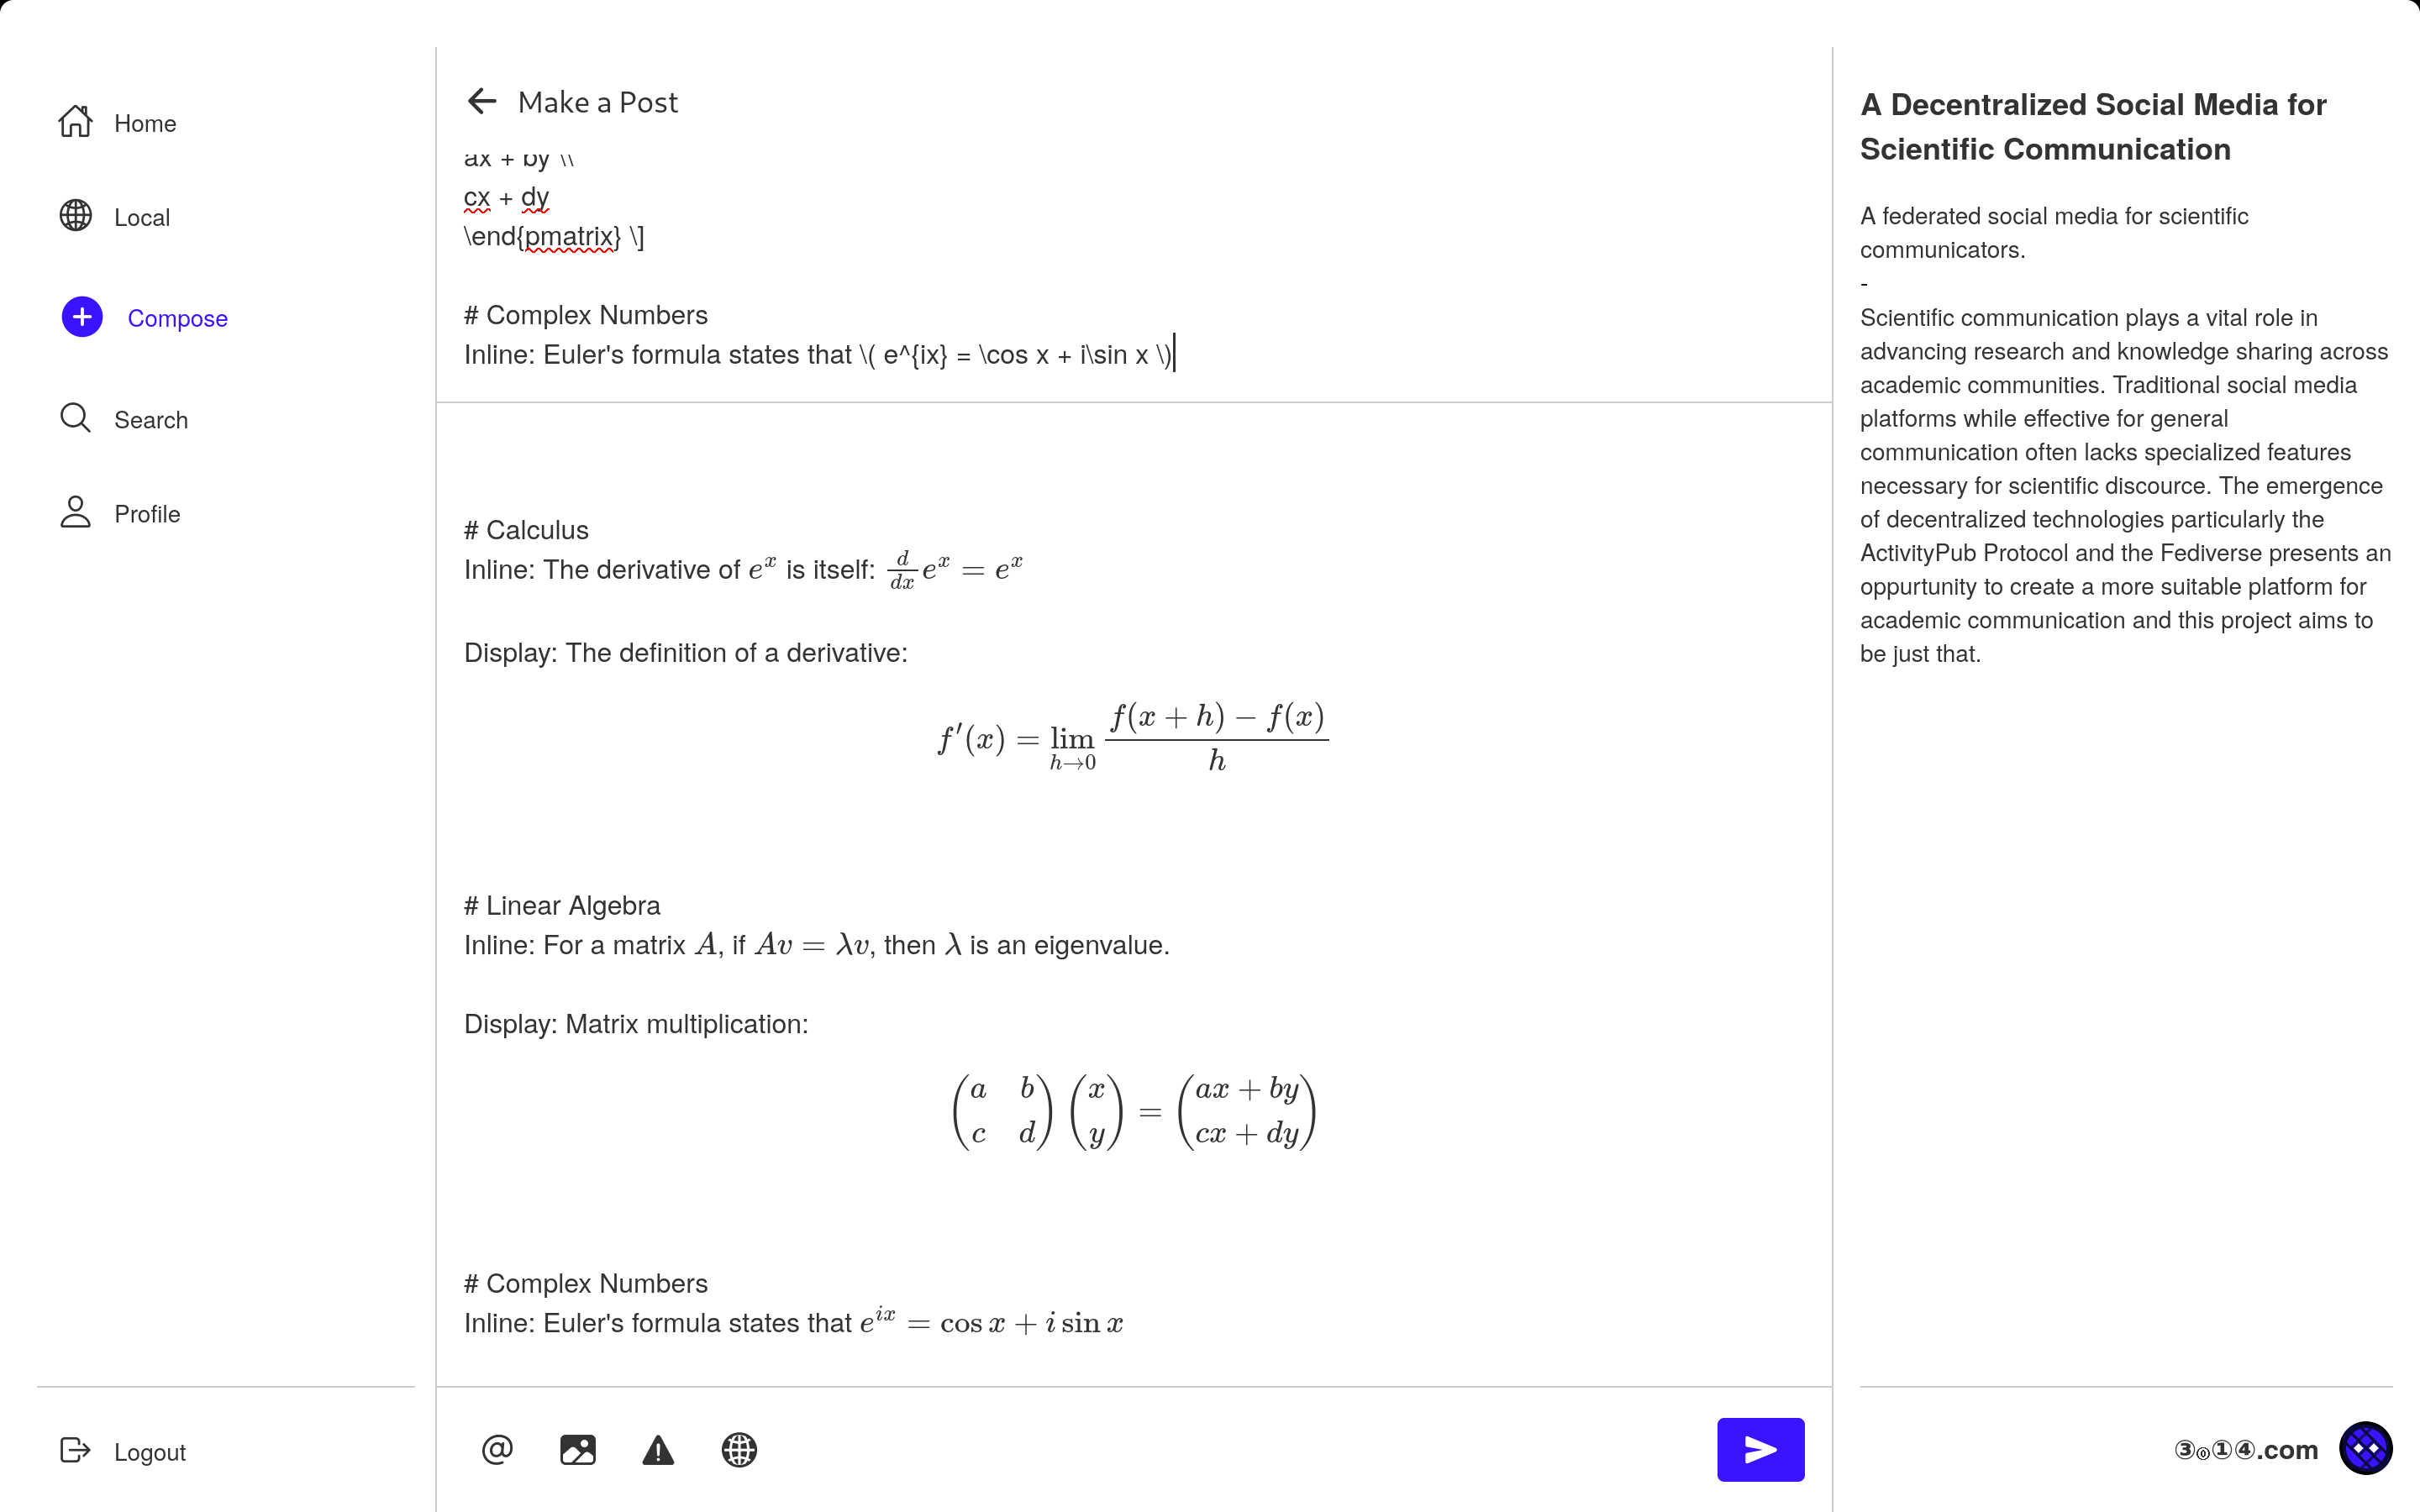 Home
Local
Compose
Search
Profile
Logout
Make a Post
ax + by \\
cx + dy
\end{pmatrix} \]
# Complex Numbers
Inline: Euler's formula states that \( e^{ix} = \cos x + i\sin x \)
# Calculus
Inline: The derivative of e^x is itself: \frac{d}{dx} e^x = e^x
Display: The definition of a derivative:
f'(x) = \lim_{h→0} \frac{f(x + h) − f(x)}{h}
# Linear Algebra
Inline: For a matrix A, if Av = λv, then λ is an eigenvalue.
Display: Matrix multiplication:
\begin{pmatrix} a & b \\ c & d \end{pmatrix} \begin{pmatrix} x \\ y \end{pmatrix} = \begin{pmatrix} ax + by \\ cx + dy \end{pmatrix}
# Complex Numbers
Inline: Euler's formula states that e^{ix} = cos x + i sin x
@
A Decentralized Social Media for
Scientific Communication
A federated social media for scientific
communicators.
-
Scientific communication plays a vital role in
advancing research and knowledge sharing across
academic communities. Traditional social media
platforms while effective for general
communication often lacks specialized features
necessary for scientific discource. The emergence
of decentralized technologies particularly the
ActivityPub Protocol and the Fediverse presents an
oppurtunity to create a more suitable platform for
academic communication and this project aims to
be just that.
③⓪①④.com